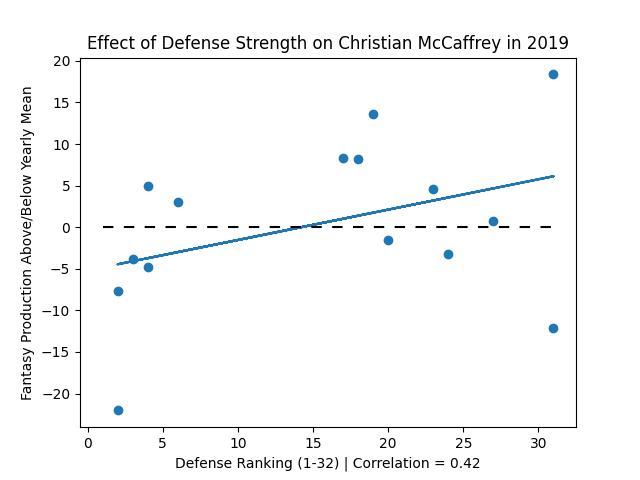 Effect of Defense Strength on Christian McCaffrey in 2019
Fantasy Production Above/Below Yearly Mean
20
15
10
5
0
−5
−10
−15
−20
0 5 10 15 20 25 30
Defense Ranking (1-32) | Correlation = 0.42